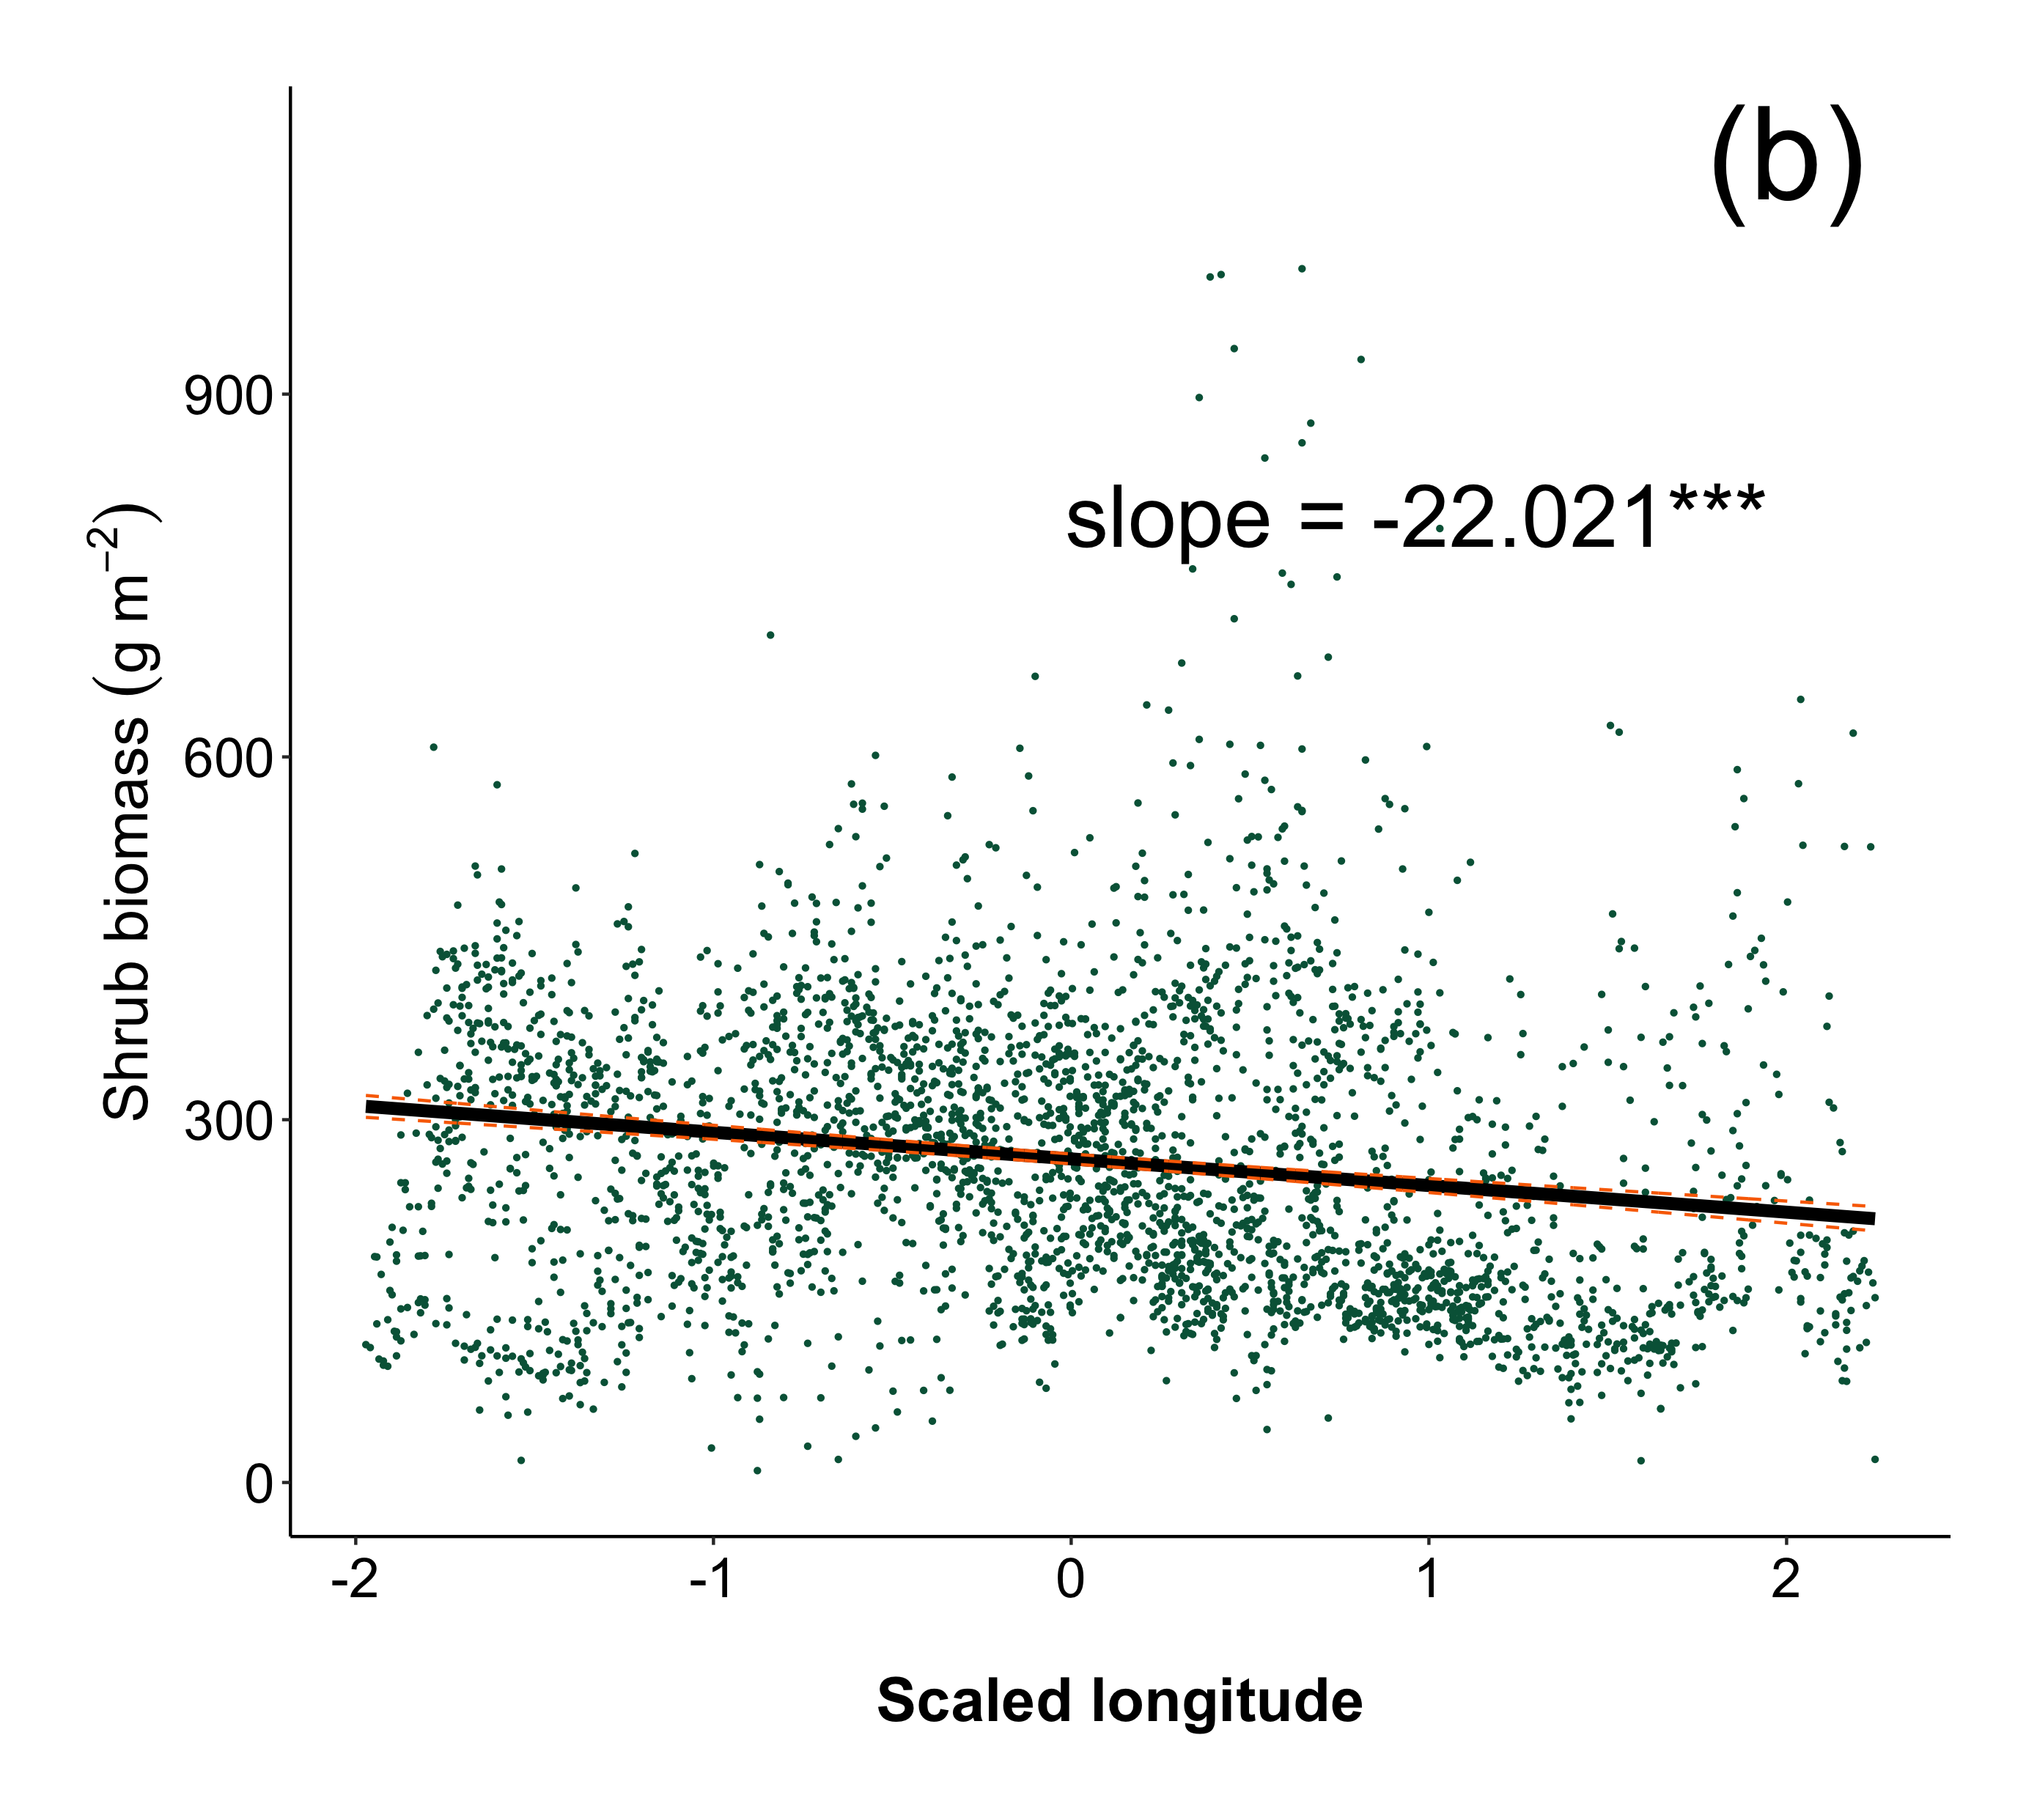 (b)
slope = -22.021***
Shrub biomass (g m⁻²)
900
600
300
0
-2 -1 0 1 2
Scaled longitude